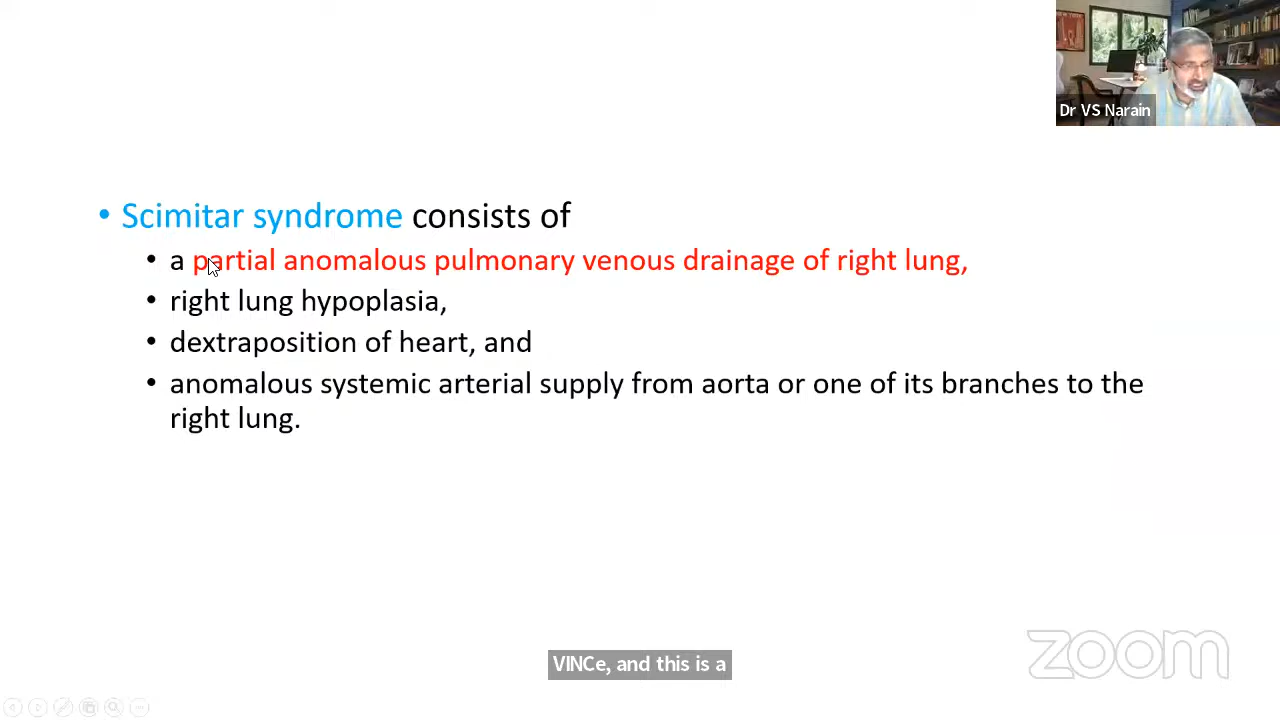 Dr VS Narain
• Scimitar syndrome consists of
• a partial anomalous pulmonary venous drainage of right lung,
• right lung hypoplasia,
• dextraposition of heart, and
• anomalous systemic arterial supply from aorta or one of its branches to the
right lung.
VINCe, and this is a
zoom